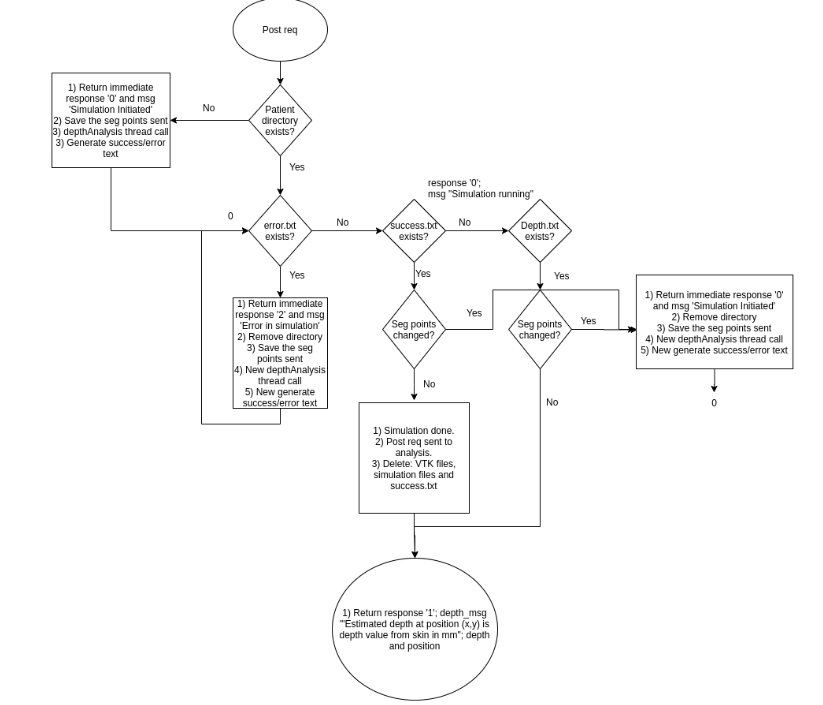 Post req
1) Return immediate
response '0' and msg
'Simulation Initiated'
2) Save the seg points sent
3) depthAnalysis thread call
3) Generate success/error
text
No
Patient
directory
exists?
Yes
response '0';
msg "Simulation running"
0
error.txt
exists?
No
success.txt
exists?
No
Depth.txt
exists?
Yes
Yes
Yes
1) Return immediate
response '2' and msg
'Error in simulation'
2) Remove directory
3) Save the seg
points sent
4) New depthAnalysis
thread call
5) New generate
success/error text
Seg points
changed?
Yes
Seg points
changed?
Yes
1) Return immediate response '0'
and msg 'Simulation Initiated'
2) Remove directory
3) Save the seg points sent
4) New depthAnalysis thread call
5) New generate success/error text
No
No
0
1) Simulation done.
2) Post req sent to
analysis.
3) Delete: VTK files,
simulation files and
success.txt
1) Return response '1'; depth_msg
'"Estimated depth at position (x,y) is
depth value from skin in mm"; depth
and position